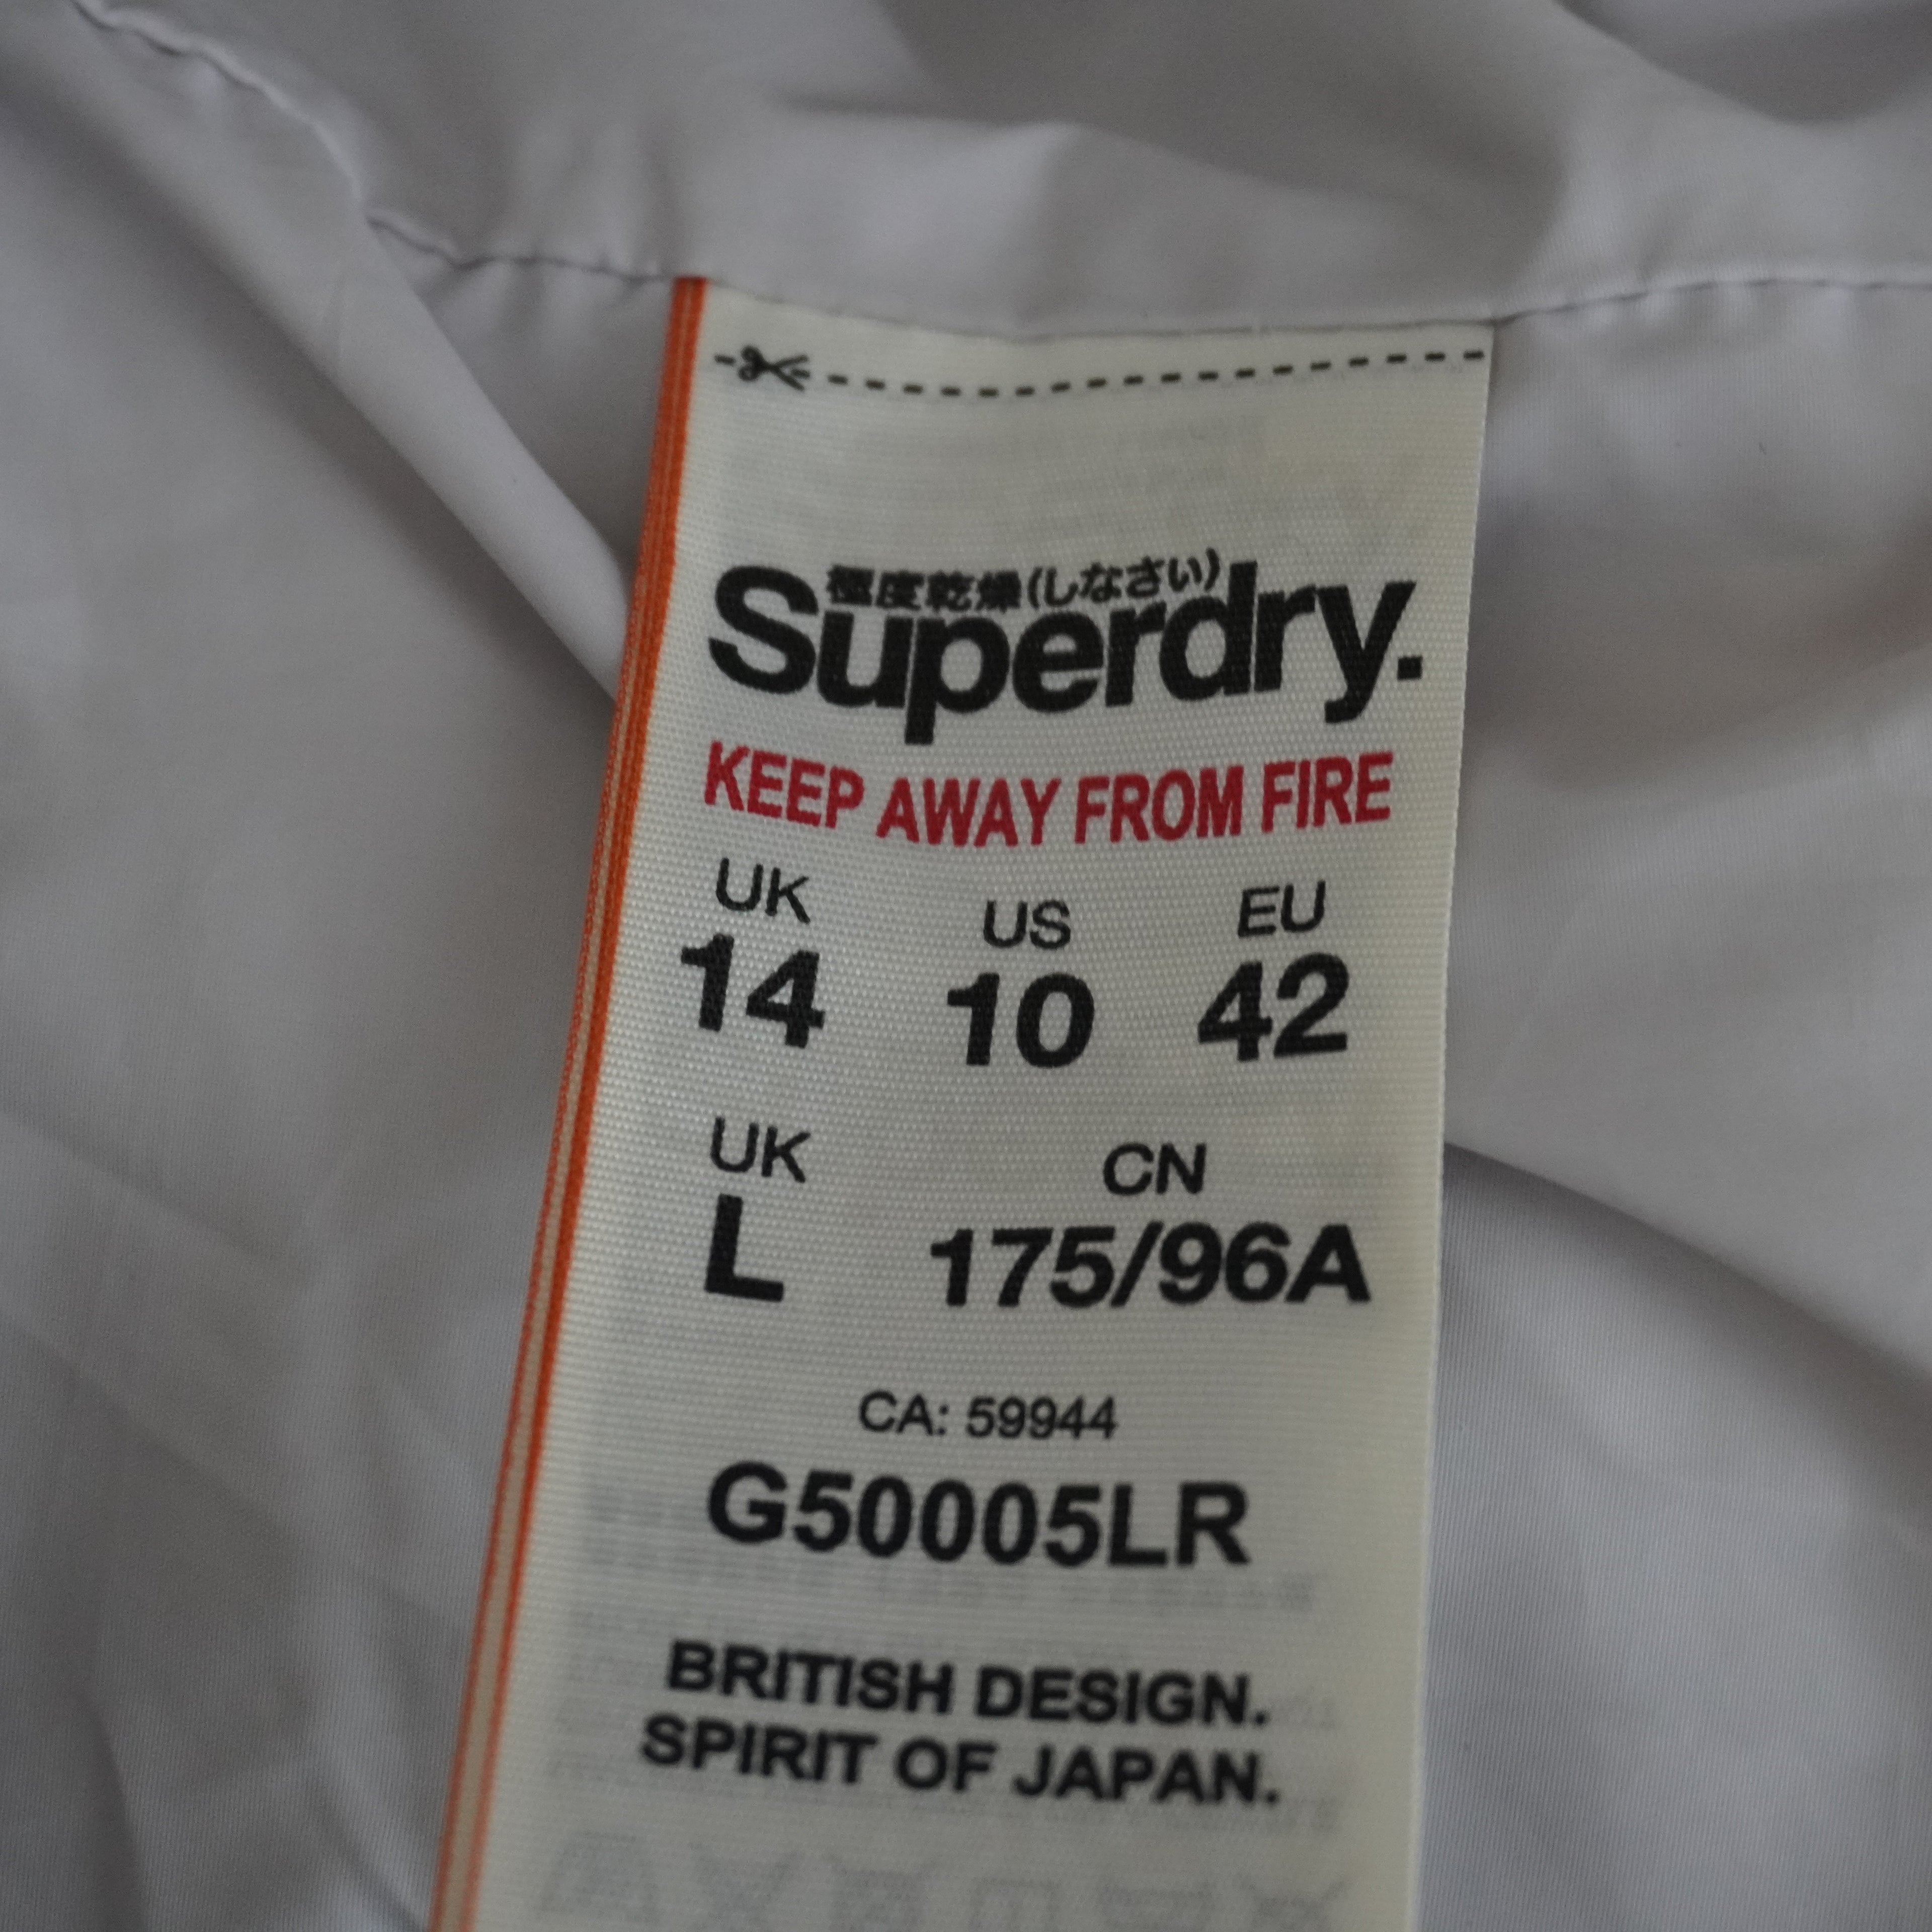 極度乾燥(しなさい)
Superdry.
KEEP AWAY FROM FIRE
UK US EU
14 10 42
UK CN
L 175/96A
CA: 59944
G50005LR
BRITISH DESIGN.
SPIRIT OF JAPAN.